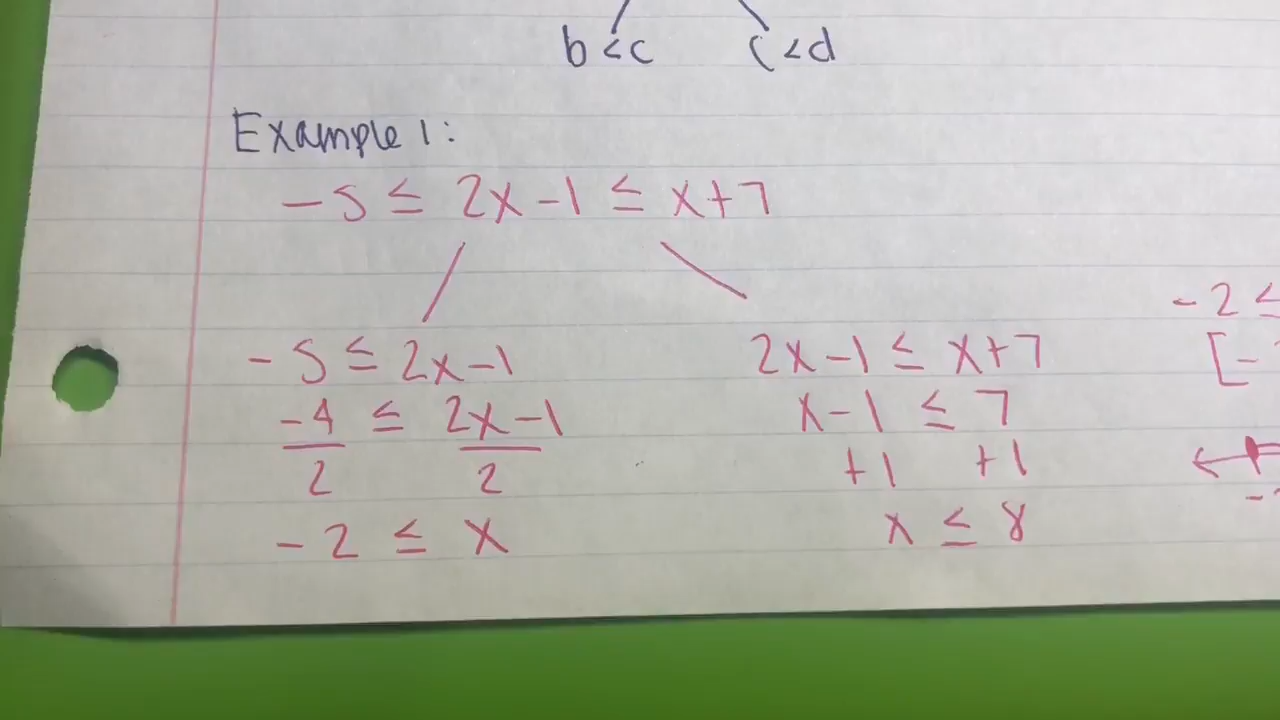 b<c c<d
Example 1:
-5 ≤ 2x-1 ≤ x+7
-5 ≤ 2x-1 2x-1 ≤ x+7
-4 ≤ 2x-1 x-1 ≤ 7
2 2 +1 +1
-2 ≤ x x ≤ 8
-2 ≤
[-